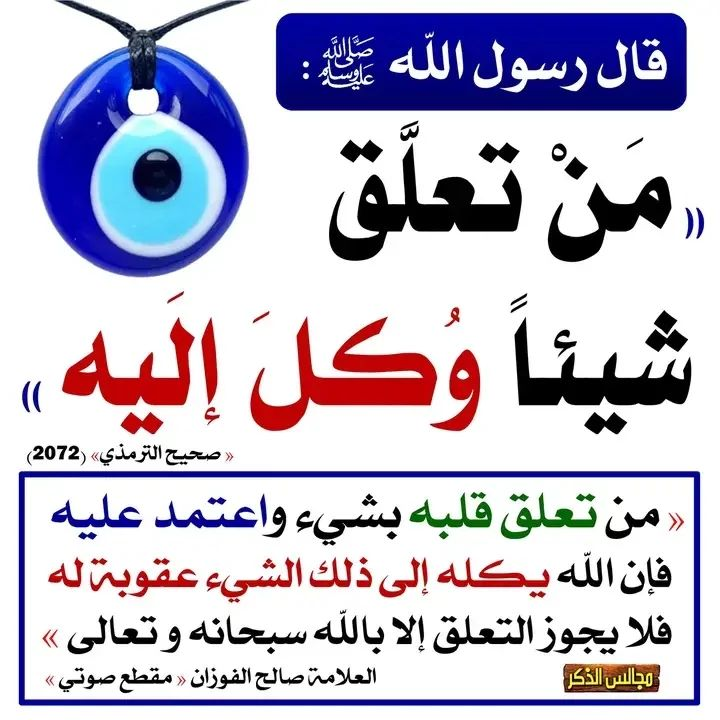 قال رسول الله ﷺ :
(( مَنْ تعلَّق
شيئاً وُكلَ إليَه ))
« صحيح الترمذي» (2072)
« من تعلق قلبه بشيء واعتمد عليه
فإن الله يكله إلى ذلك الشيء عقوبة له
فلا يجوز التعلق إلا بالله سبحانه و تعالى »
العلامة صالح الفوزان « مقطع صوتي »
مجالس الذكر